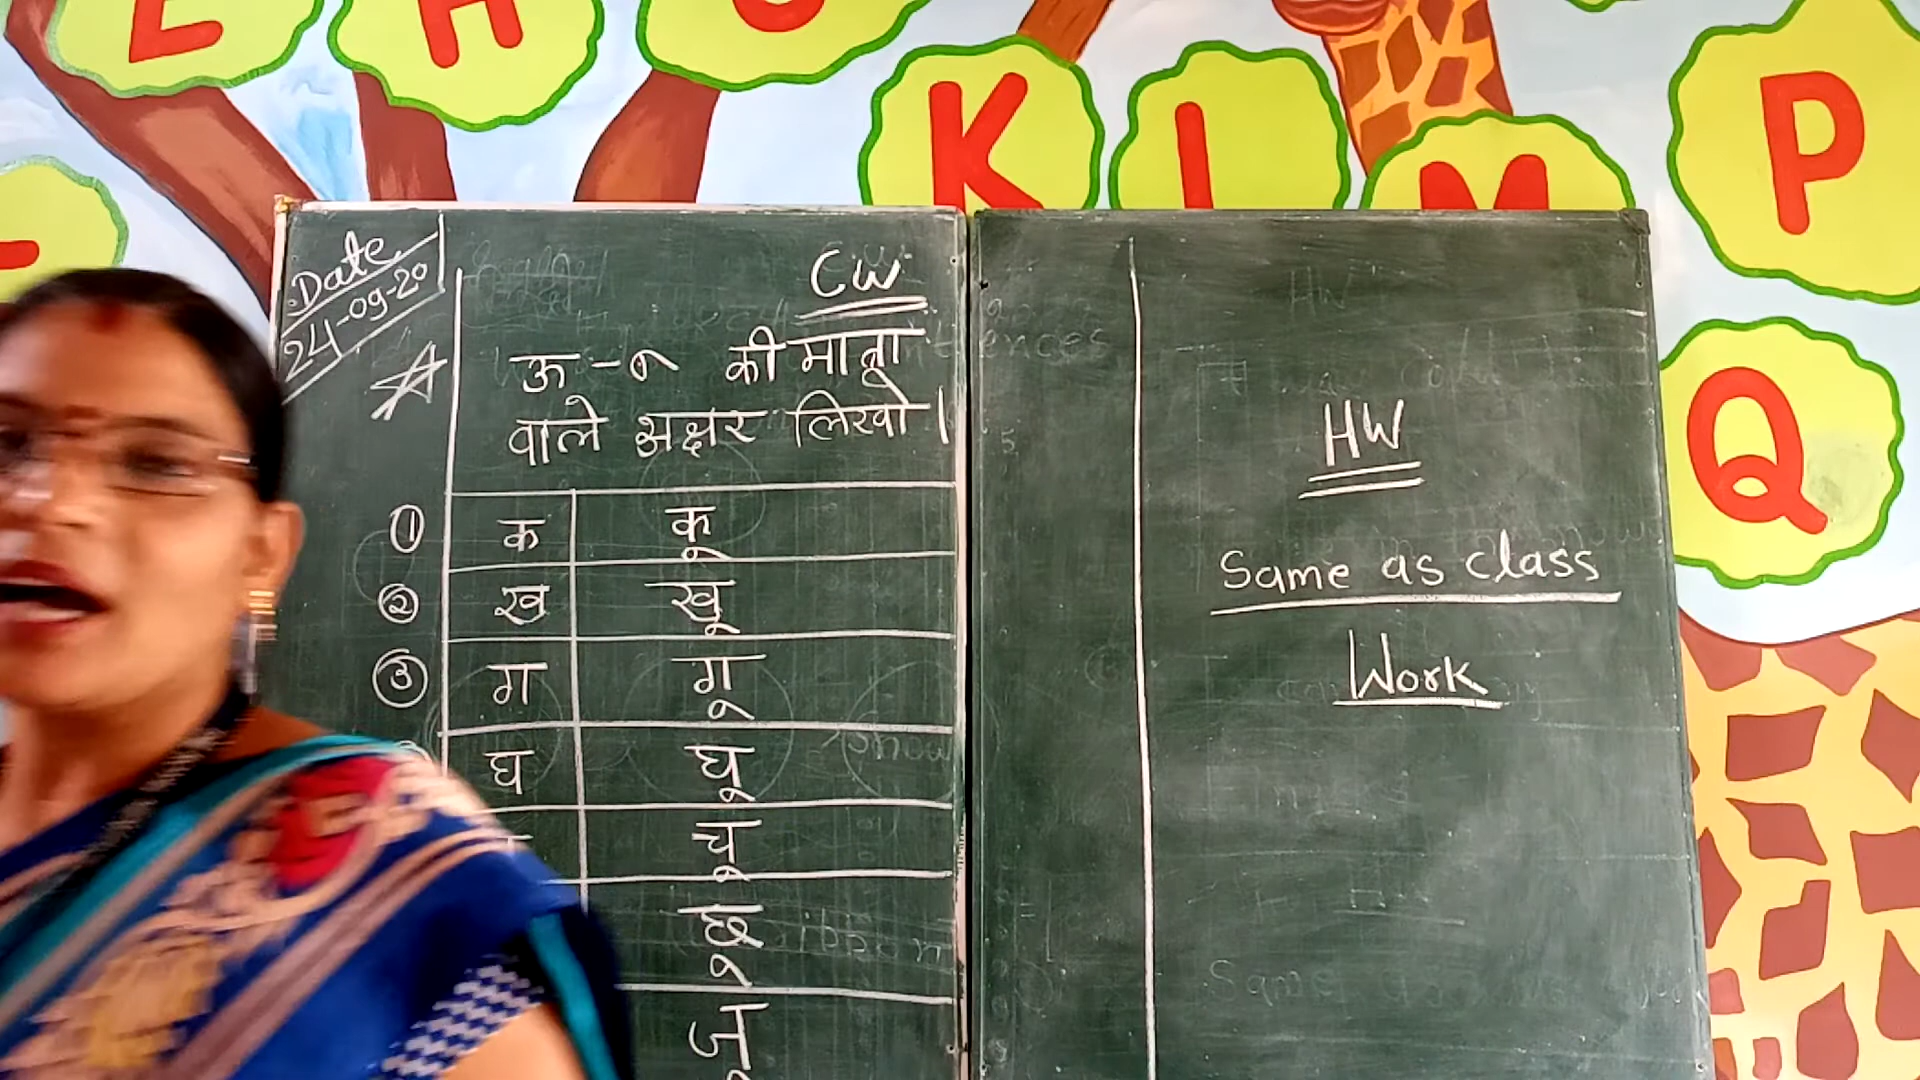 E H J
K L M P
Q
Date
24-09-20
CW
ऊ - ू की मात्रा
वाले अक्षर लिखो।
① क कू
② ख खू
③ ग गू
घ घू
चू
छू
जू
HW
Same as class
Work